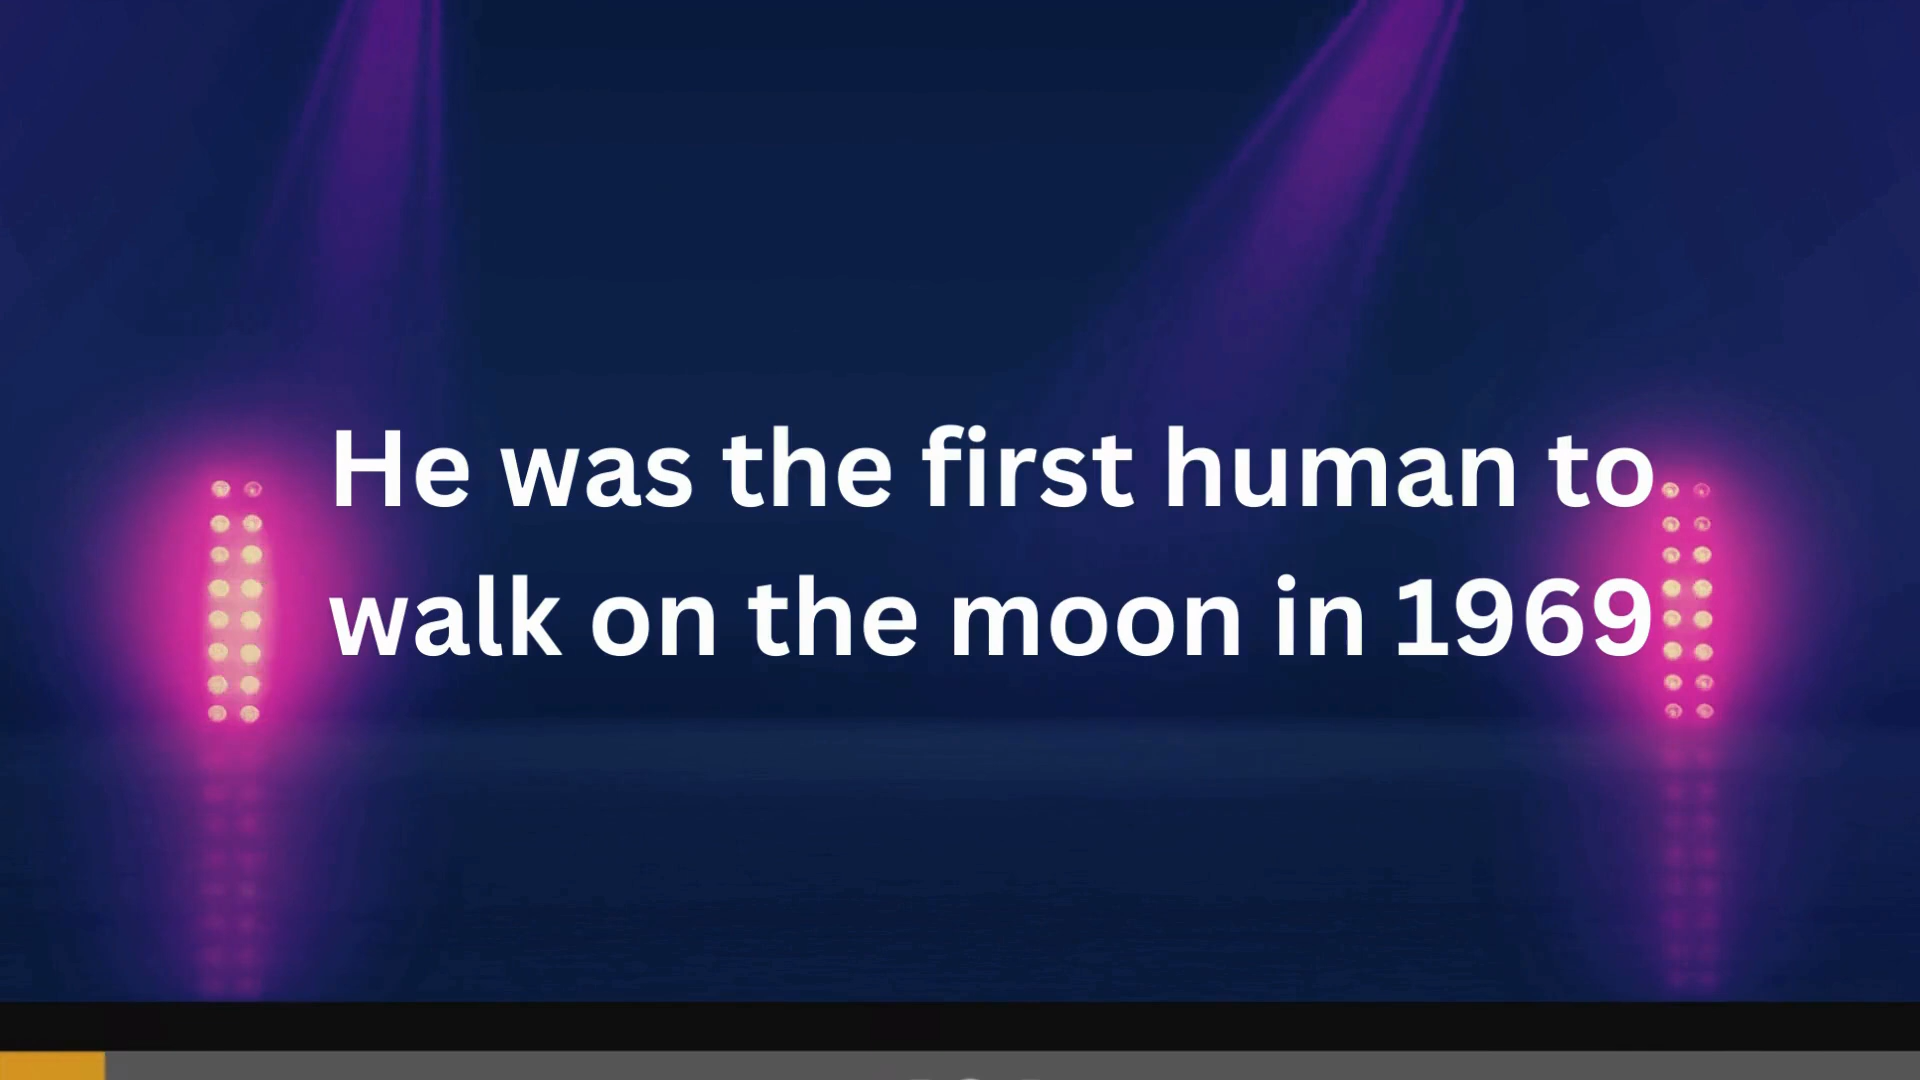 He was the first human to
walk on the moon in 1969